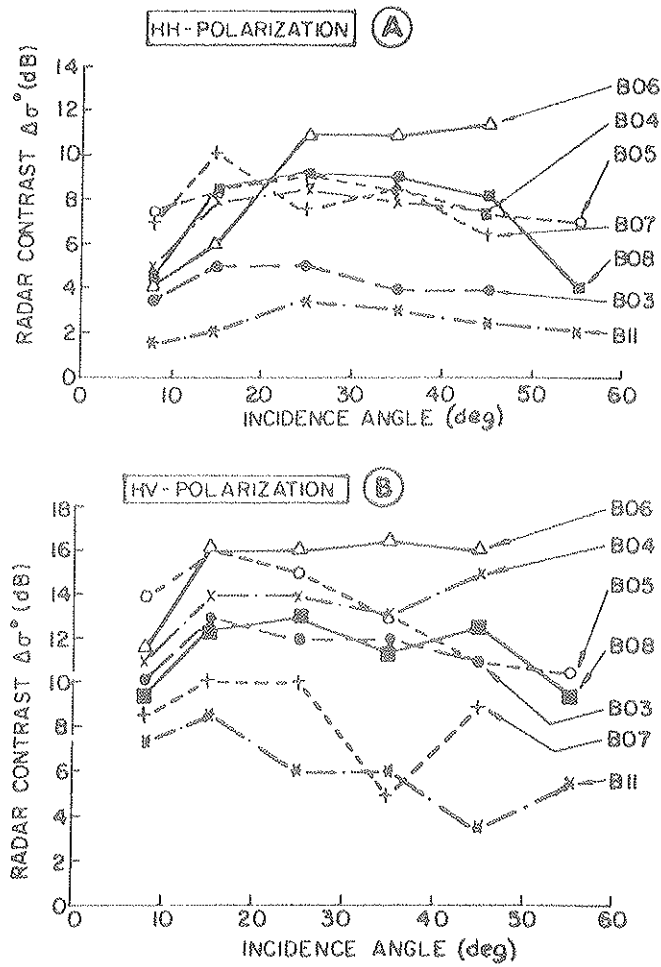 HH-POLARIZATION A
RADAR CONTRAST Δσ° (dB)
14
12
10
8
6
4
2
0
0 10 20 30 40 50 60
INCIDENCE ANGLE (deg)
B06
B04
B05
B07
B08
B03
B11
HV-POLARIZATION B
RADAR CONTRAST Δσ° (dB)
18
16
14
12
10
8
6
4
2
0
0 10 20 30 40 50 60
INCIDENCE ANGLE (deg)
B06
B04
B05
B08
B03
B07
B11